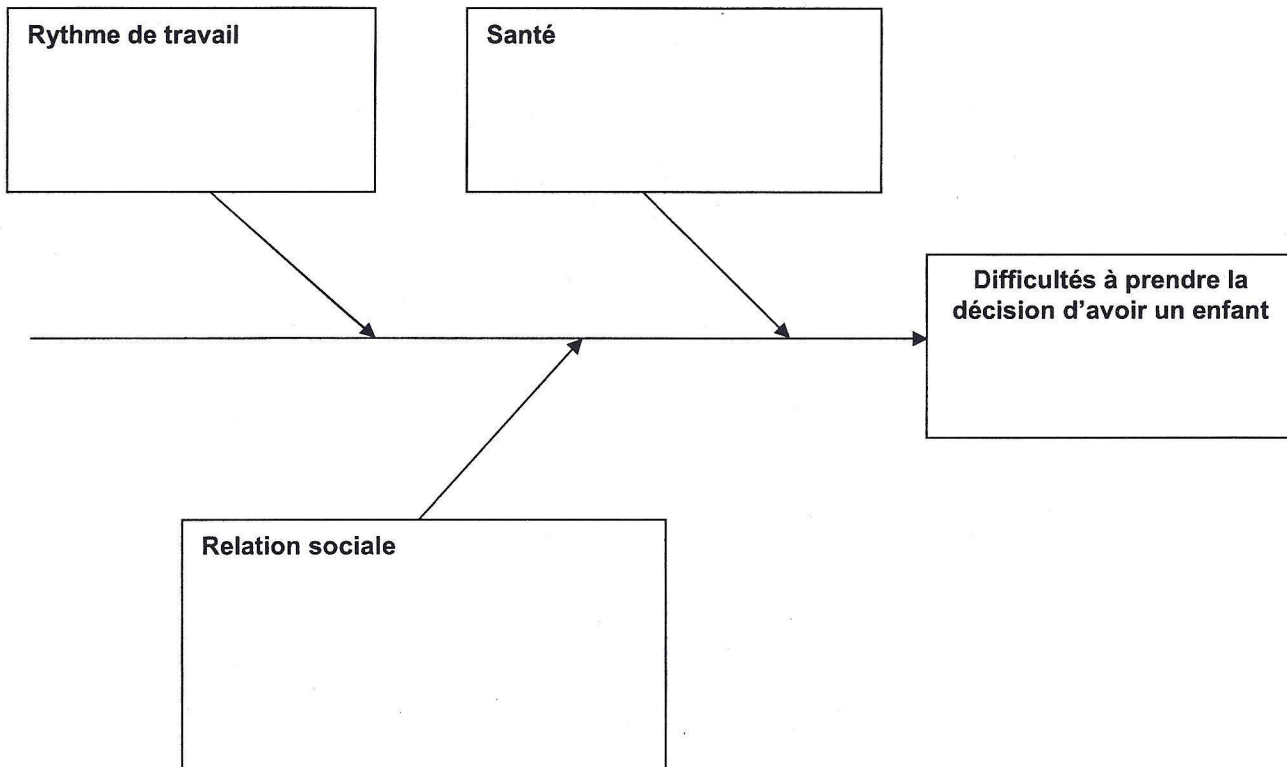 Rythme de travail
Santé
Difficultés à prendre la
décision d'avoir un enfant
Relation sociale